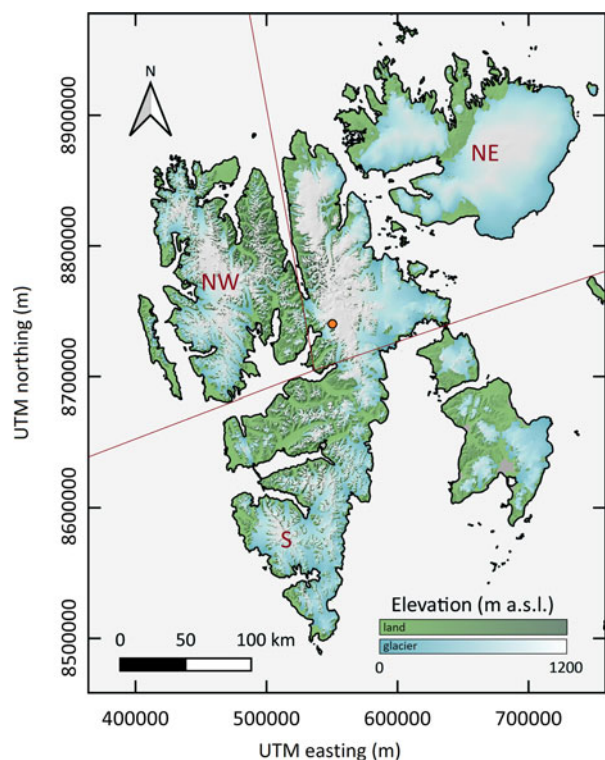 N
NE
NW
S
8900000
8800000
8700000
8600000
8500000
UTM northing (m)
Elevation (m a.s.l.)
land
glacier
0 1200
0 50 100 km
400000 500000 600000 700000
UTM easting (m)